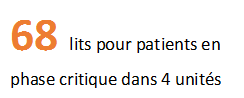 68 lits pour patients en
phase critique dans 4 unités